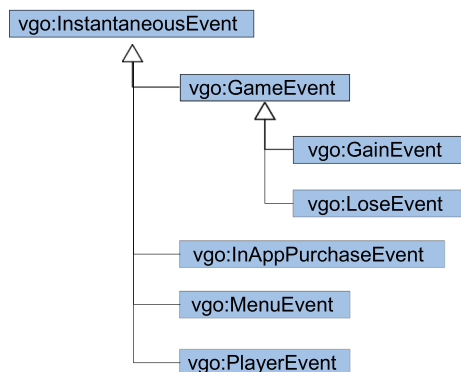 vgo:InstantaneousEvent
vgo:GameEvent
vgo:GainEvent
vgo:LoseEvent
vgo:InAppPurchaseEvent
vgo:MenuEvent
vgo:PlayerEvent